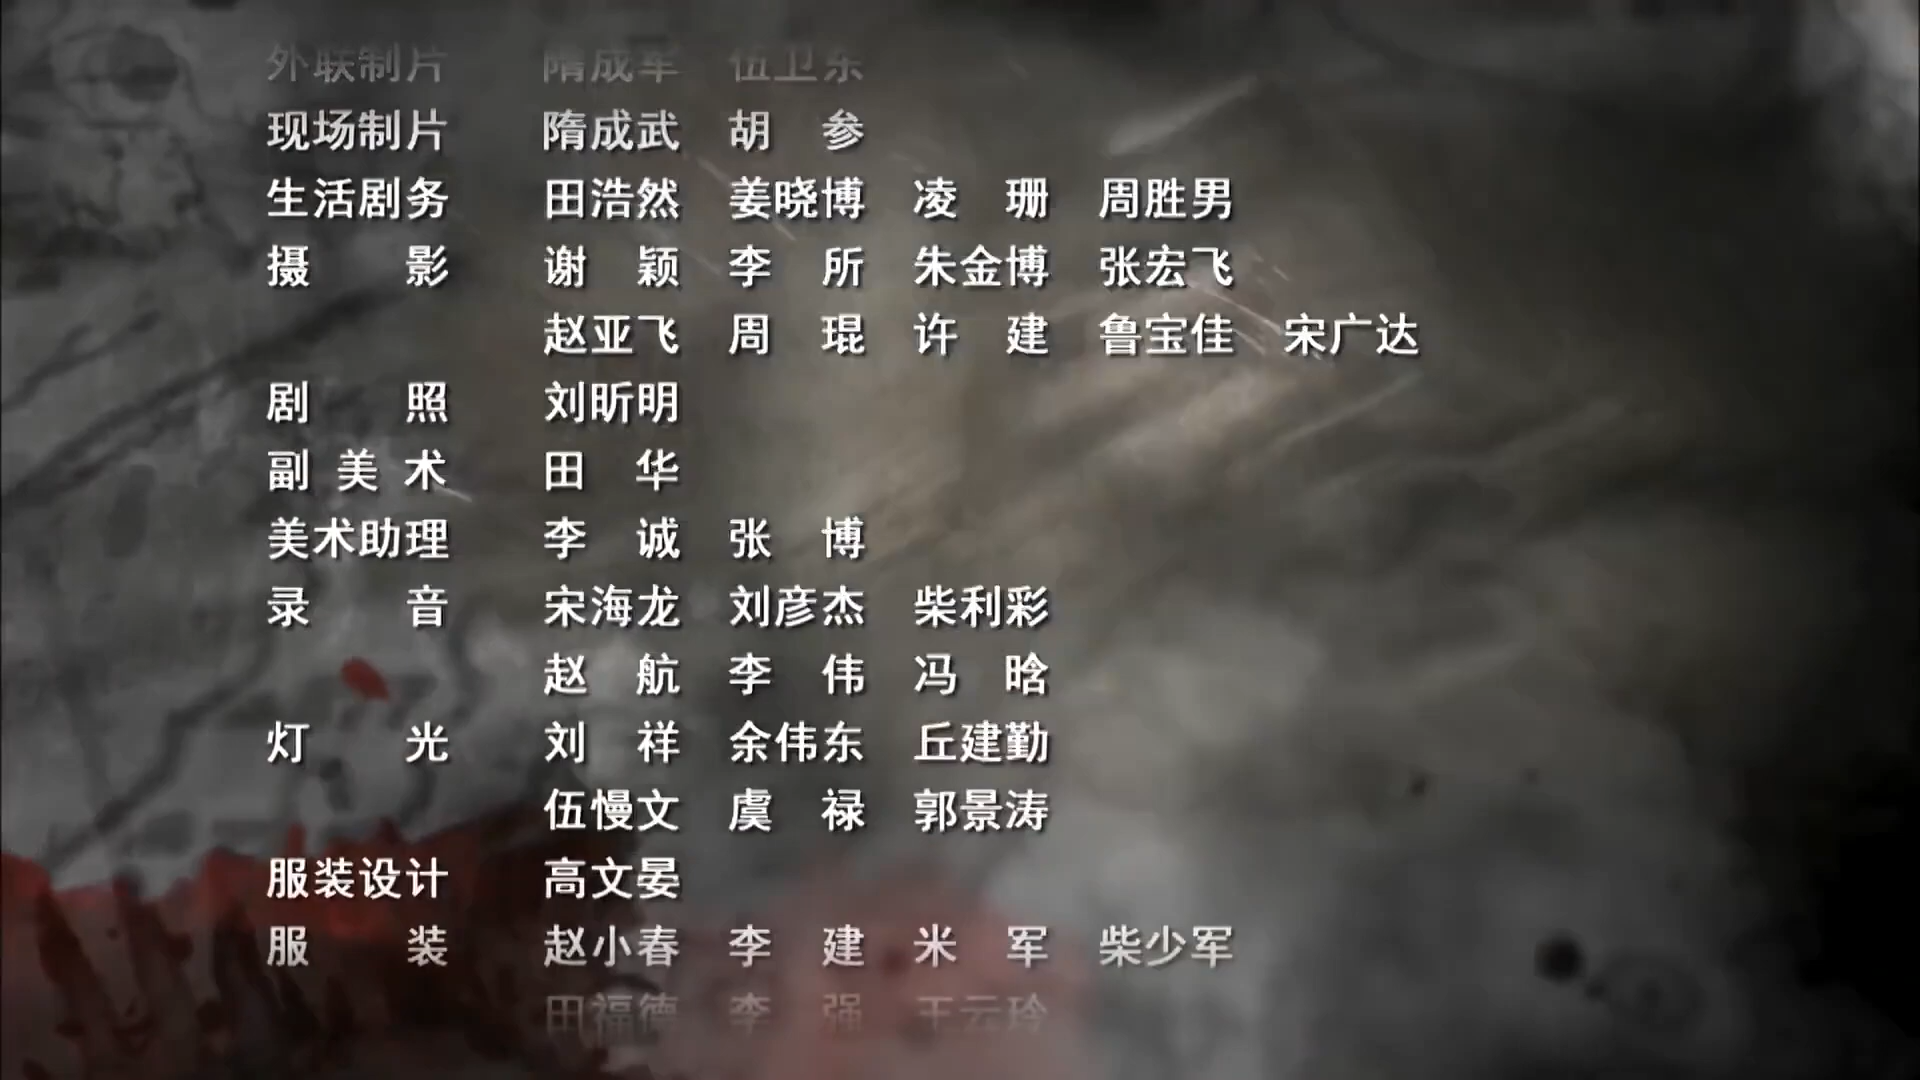 外联制片 隋成军 伍卫东
现场制片 隋成武 胡参
生活剧务 田浩然 姜晓博 凌珊 周胜男
摄影 谢颖 李所 朱金博 张宏飞
赵亚飞 周琨 许建 鲁宝佳 宋广达
剧照 刘昕明
副美术 田华
美术助理 李诚 张博
录音 宋海龙 刘彦杰 柴利彩
赵航 李伟 冯晗
灯光 刘祥 余伟东 丘建勤
伍慢文 虞禄 郭景涛
服装设计 高文晏
服装 赵小春 李建 米军 柴少军
田福德 李强 王云玲